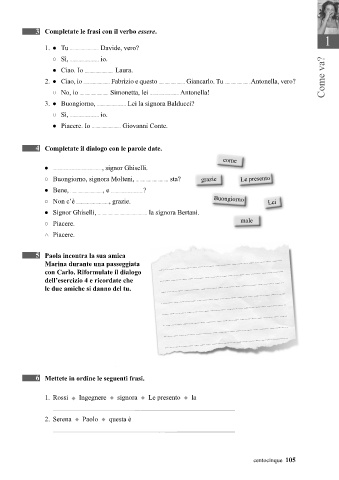 1
Come va?
3 Completate le frasi con il verbo essere.
1. ● Tu ............... Davide, vero?
○ Sì, ............... io.
● Ciao. Io ............... Laura.
2. ● Ciao, io ............... Fabrizio e questo ............... Giancarlo. Tu ............... Antonella, vero?
○ No, io ............... Simonetta, lei ............... Antonella!
3. ● Buongiorno, ............... Lei la signora Balducci?
○ Sì, ............... io.
● Piacere. Io ............... Giovanni Conte.
4 Completate il dialogo con le parole date.
come
● ..............................., signor Ghiselli.
○ Buongiorno, signora Molteni, ................... sta?
grazie
Le presento
● Bene, ..................., e ...................?
○ Non c'è ..................., grazie.
Buongiorno
Lei
● Signor Ghiselli, ............................... la signora Bertani.
○ Piacere.
male
○ Piacere.
5 Paola incontra la sua amica
Marina durante una passeggiata
con Carlo. Riformulate il dialogo
dell'esercizio 4 e ricordate che
le due amiche si danno del tu.
6 Mettete in ordine le seguenti frasi.
1. Rossi ● Ingegnere ● signora ● Le presento ● la
2. Serena ● Paolo ● questa è
centocinque 105